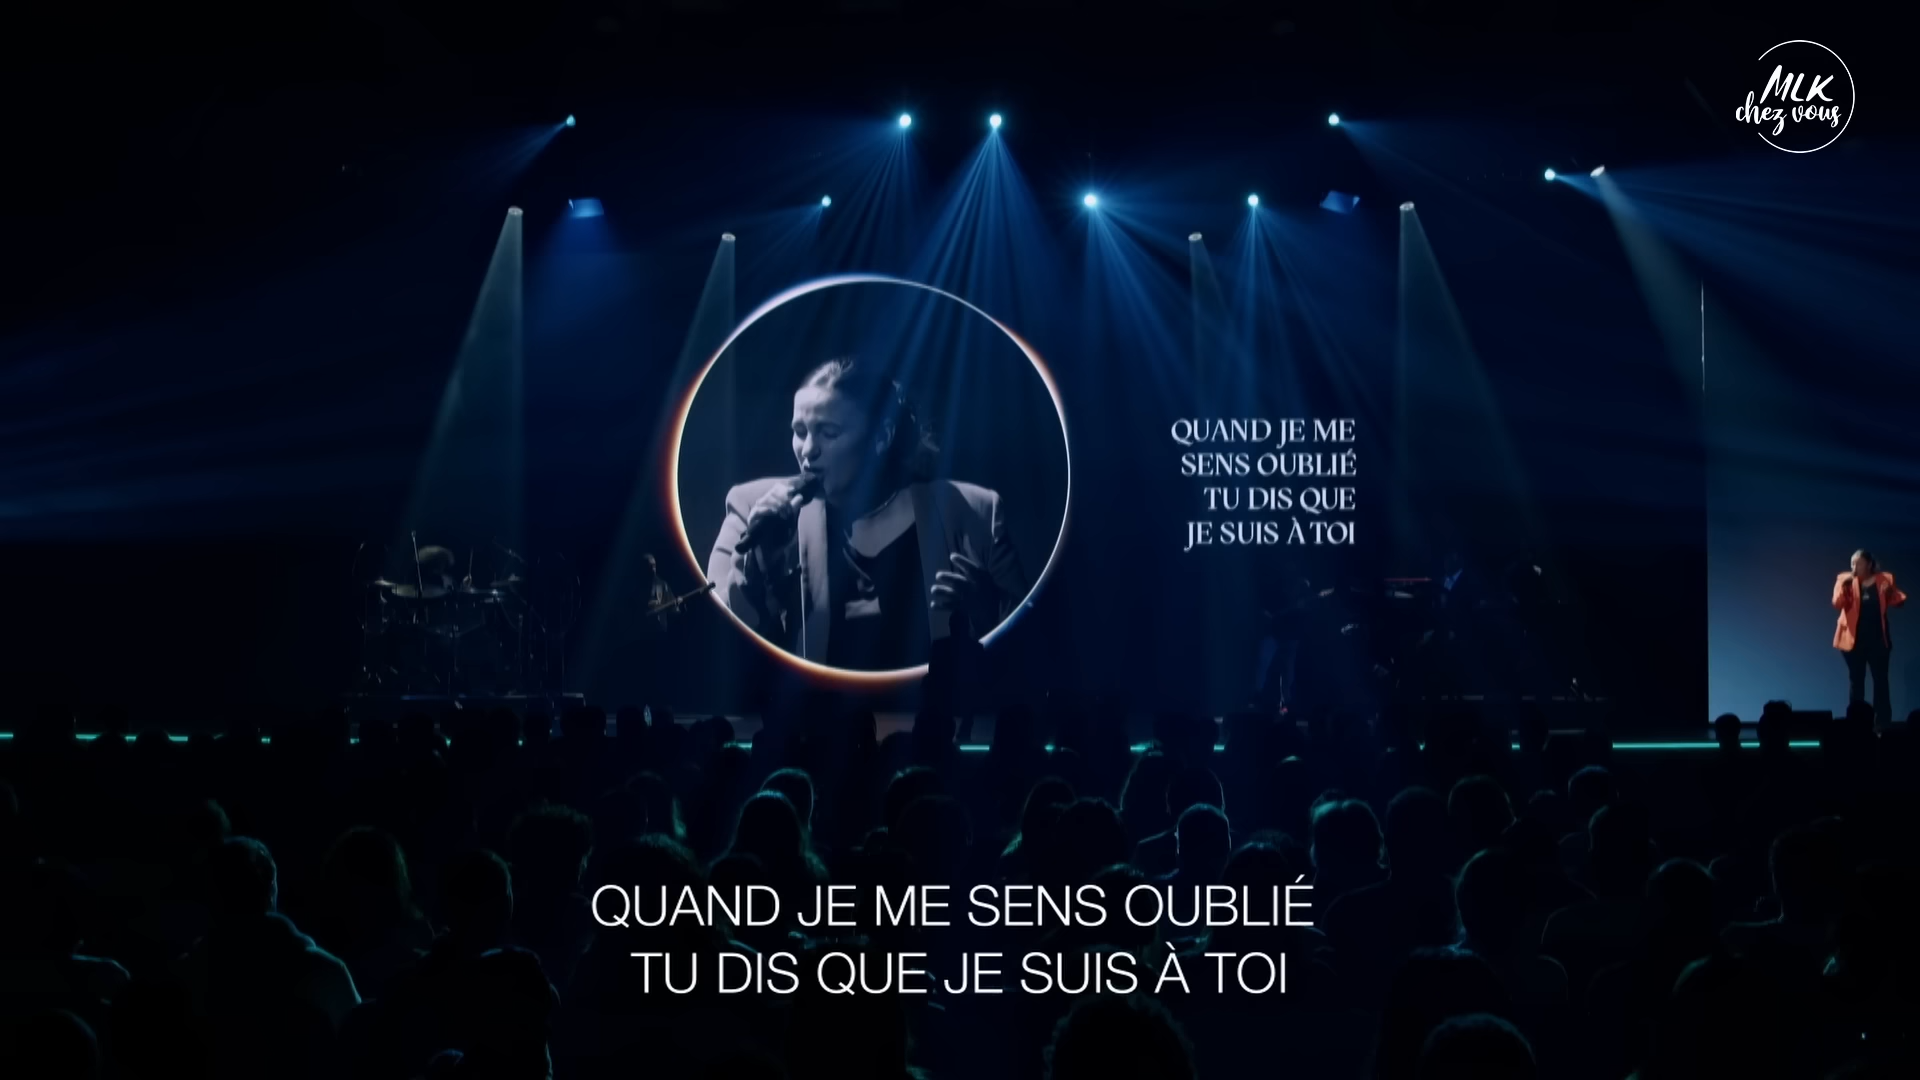 MLK
chez vous
QUAND JE ME
SENS OUBLIÉ
TU DIS QUE
JE SUIS À TOI
QUAND JE ME SENS OUBLIÉ
TU DIS QUE JE SUIS À TOI